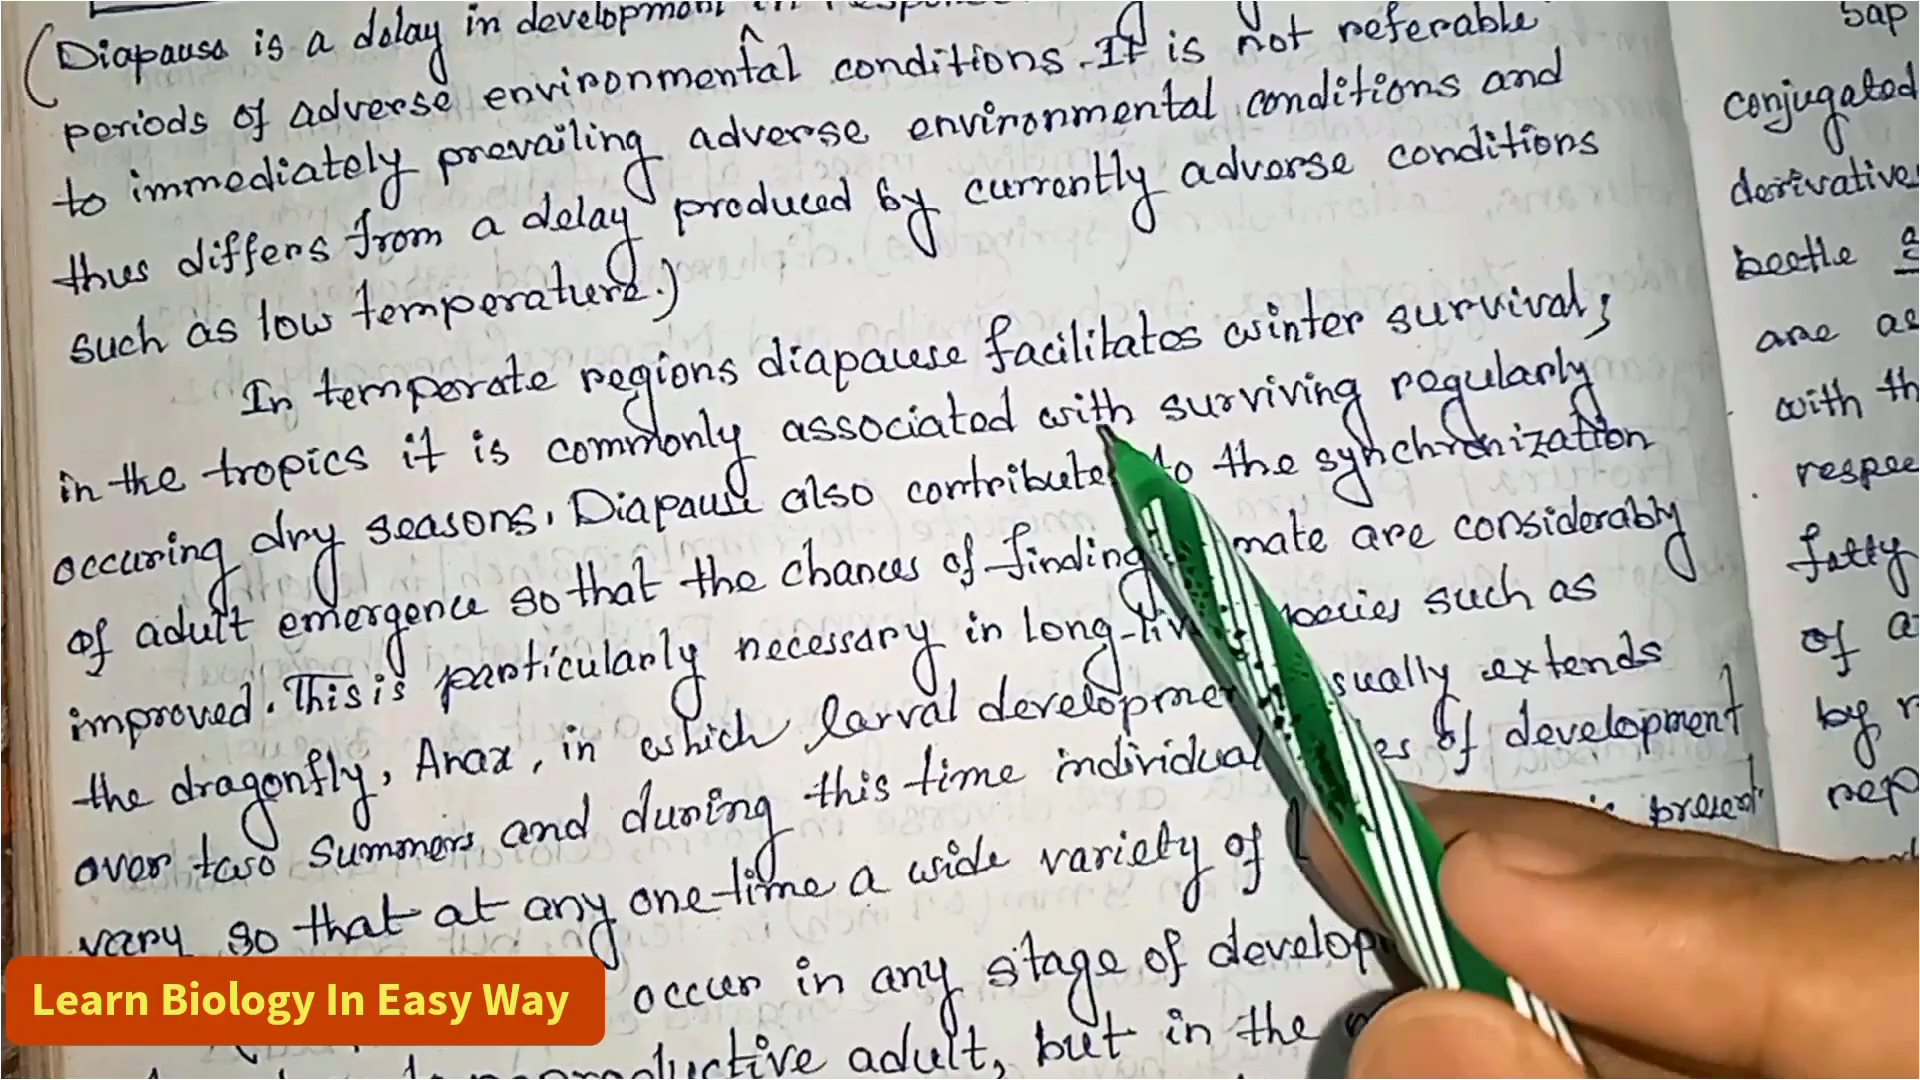 (Diapause is a delay in development in
periods of adverse environmental conditions. It is not referable
to immediately prevailing adverse environmental conditions and
thus differs from a delay produced by currently adverse conditions
such as low temperature.)
In temperate regions diapause facilitates winter survival;
in the tropics it is commonly associated with surviving regularly
occuring dry seasons. Diapause also contributes to the synchronization
of adult emergence so that the chances of finding mate are considerably
improved. This is particularly necessary in long-liv species such as
the dragonfly, Anax, in which larval developmen usually extends
over two summers and during this time individual of development
vary so that at any one time a wide variety of present
occur in any stage of develop
reproductive adult, but in the
Sap
conjugated
derivative
beetle
are as
with th
respec
fatty
of a
by
rep
Learn Biology In Easy Way